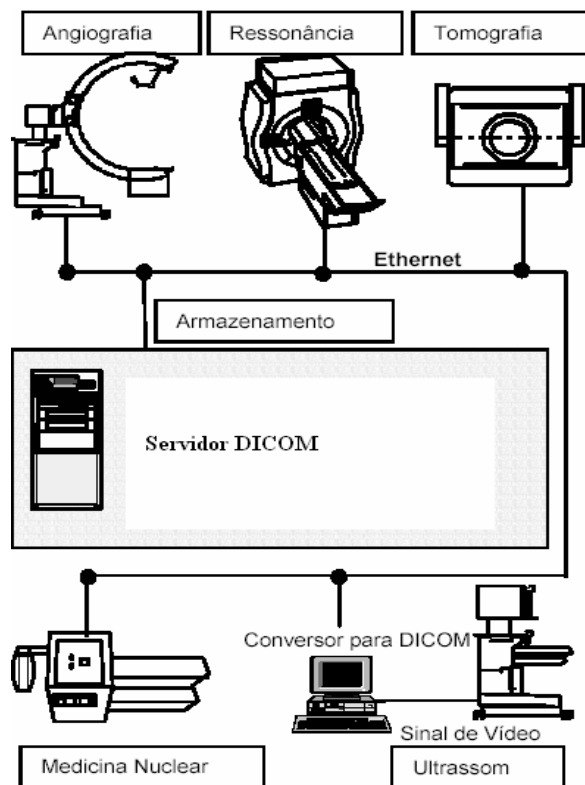 Angiografia
Ressonância
Tomografia
Ethernet
Armazenamento
Servidor DICOM
Conversor para DICOM
Sinal de Vídeo
Medicina Nuclear
Ultrassom